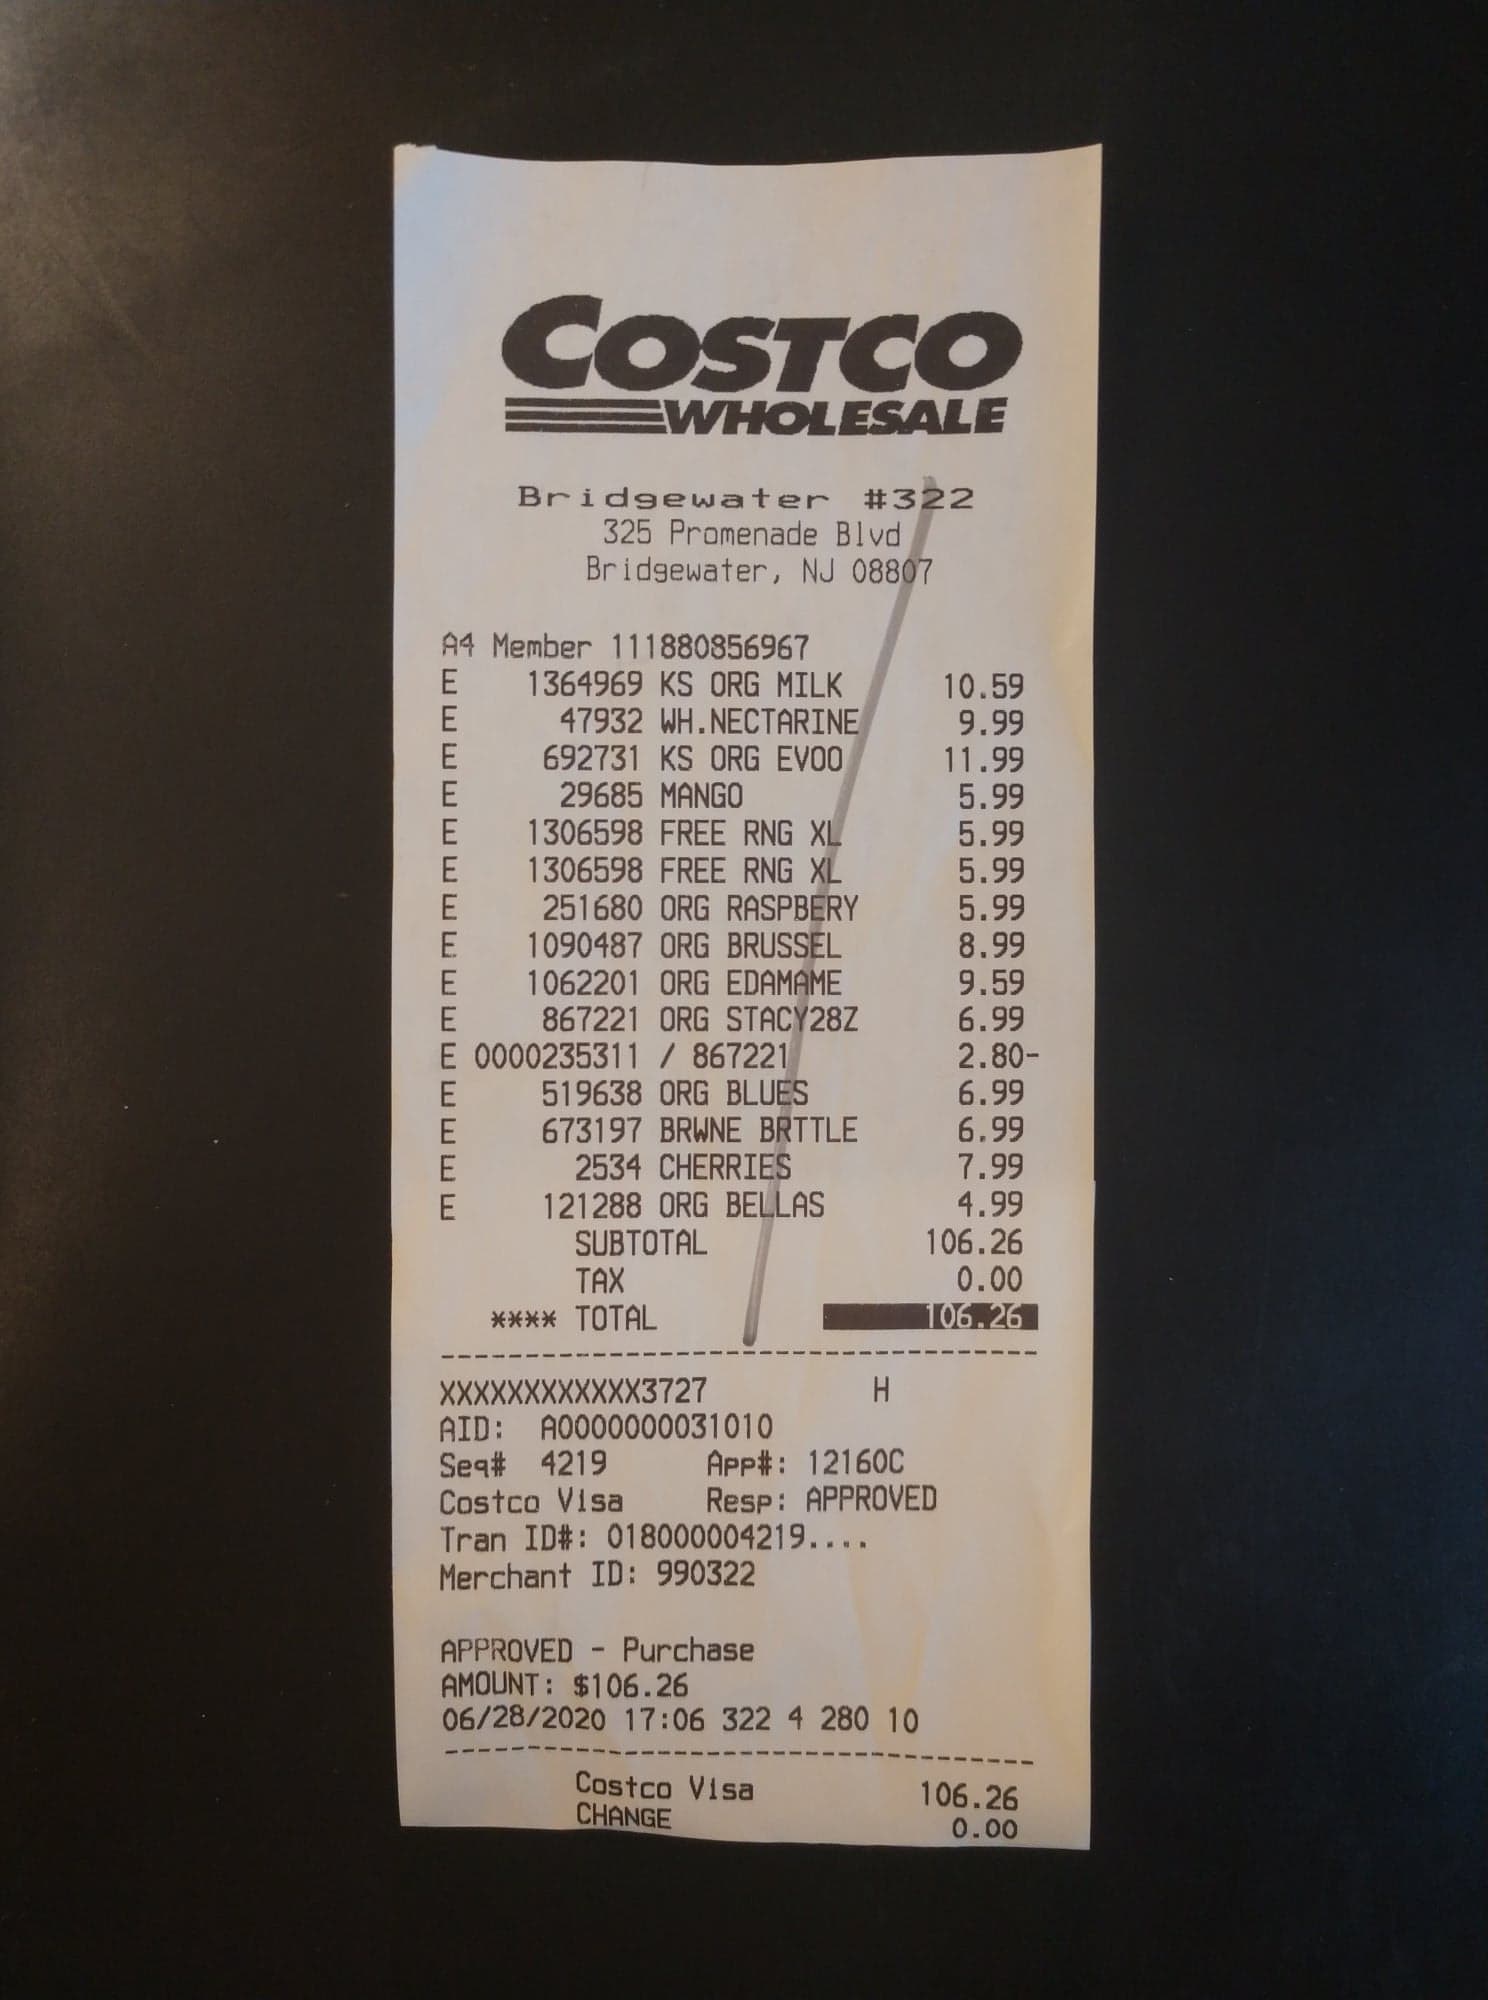 COSTCO
WHOLESALE
Bridgewater #322
325 Promenade Blvd
Bridgewater, NJ 08807
A4 Member 111880856967
E 1364969 KS ORG MILK 10.59
E 47932 WH.NECTARINE 9.99
E 692731 KS ORG EVOO 11.99
E 29685 MANGO 5.99
E 1306598 FREE RNG XL 5.99
E 1306598 FREE RNG XL 5.99
E 251680 ORG RASPBERY 5.99
E 1090487 ORG BRUSSEL 8.99
E 1062201 ORG EDAMAME 9.59
E 867221 ORG STACY28Z 6.99
E 0000235311 / 867221 2.80-
E 519638 ORG BLUES 6.99
E 673197 BRWNE BRTTLE 6.99
E 2534 CHERRIES 7.99
E 121288 ORG BELLAS 4.99
SUBTOTAL 106.26
TAX 0.00
**** TOTAL 106.26
XXXXXXXXXXXX3727 H
AID: A0000000031010
Seq# 4219 App#: 12160C
Costco Visa Resp: APPROVED
Tran ID#: 018000004219....
Merchant ID: 990322
APPROVED - Purchase
AMOUNT: $106.26
06/28/2020 17:06 322 4 280 10
Costco Visa 106.26
CHANGE 0.00